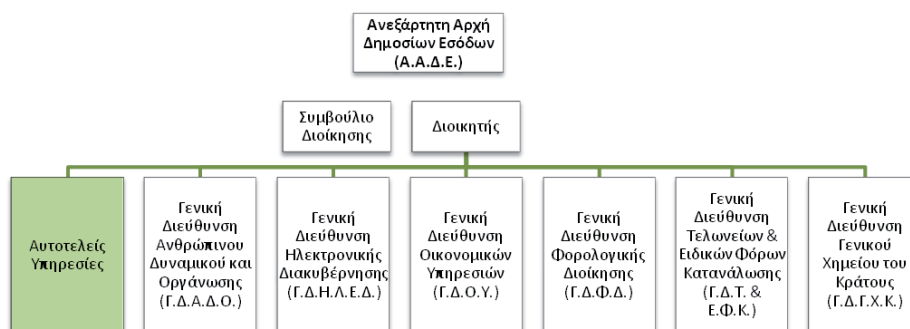 Ανεξάρτητη Αρχή
Δημοσίων Εσόδων
(Α.Α.Δ.Ε.)
Συμβούλιο
Διοίκησης
Διοικητής
Αυτοτελείς
Υπηρεσίες
Γενική
Διεύθυνση
Ανθρώπινου
Δυναμικού και
Οργάνωσης
(Γ.Δ.Α.Δ.Ο.)
Γενική
Διεύθυνση
Ηλεκτρονικής
Διακυβέρνησης
(Γ.Δ.Η.Λ.Ε.Δ.)
Γενική
Διεύθυνση
Οικονομικών
Υπηρεσιών
(Γ.Δ.Ο.Υ.)
Γενική
Διεύθυνση
Φορολογικής
Διοίκησης
(Γ.Δ.Φ.Δ.)
Γενική
Διεύθυνση
Τελωνείων &
Ειδικών Φόρων
Κατανάλωσης
(Γ.Δ.Τ. &
Ε.Φ.Κ.)
Γενική
Διεύθυνση
Γενικού
Χημείου του
Κράτους
(Γ.Δ.Γ.Χ.Κ.)